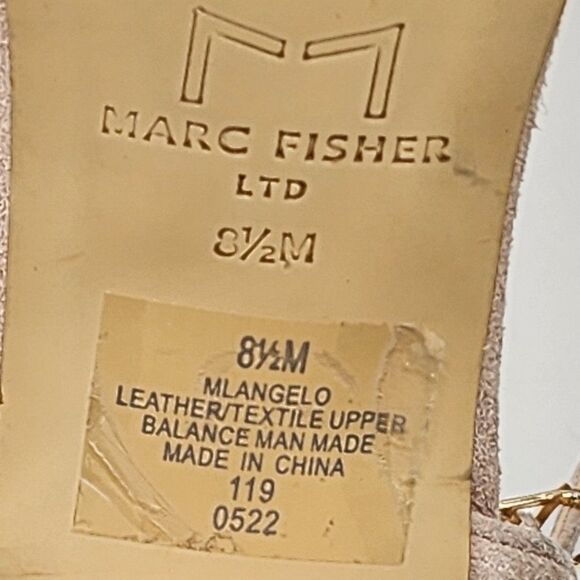 MARC FISHER
LTD
8½M
8½M
MLANGELO
LEATHER/TEXTILE UPPER
BALANCE MAN MADE
MADE IN CHINA
119
0522